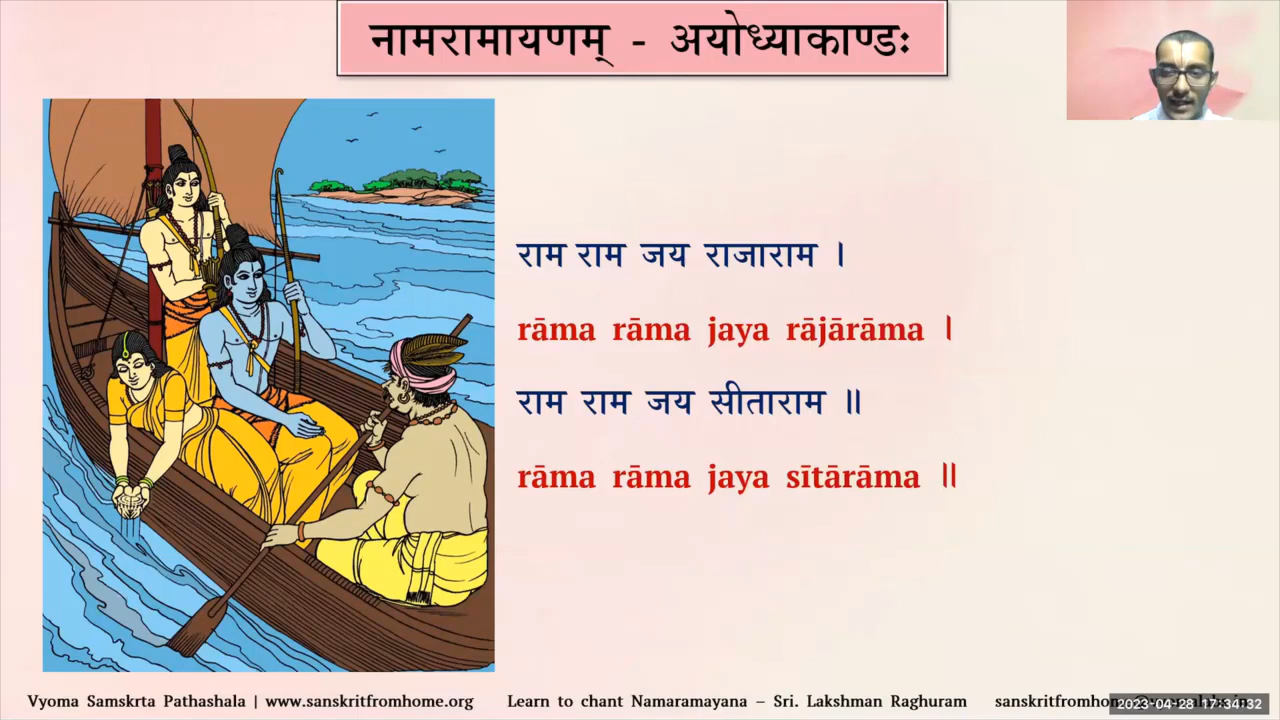 नामरामायणम् - अयोध्याकाण्डः
राम राम जय राजाराम ।
rāma rāma jaya rājārāma ।
राम राम जय सीताराम ॥
rāma rāma jaya sītārāma ॥
Vyoma Samskrta Pathashala | www.sanskritfromhome.org Learn to chant Namaramayana – Sri. Lakshman Raghuram
2023-04-28 17:34:32